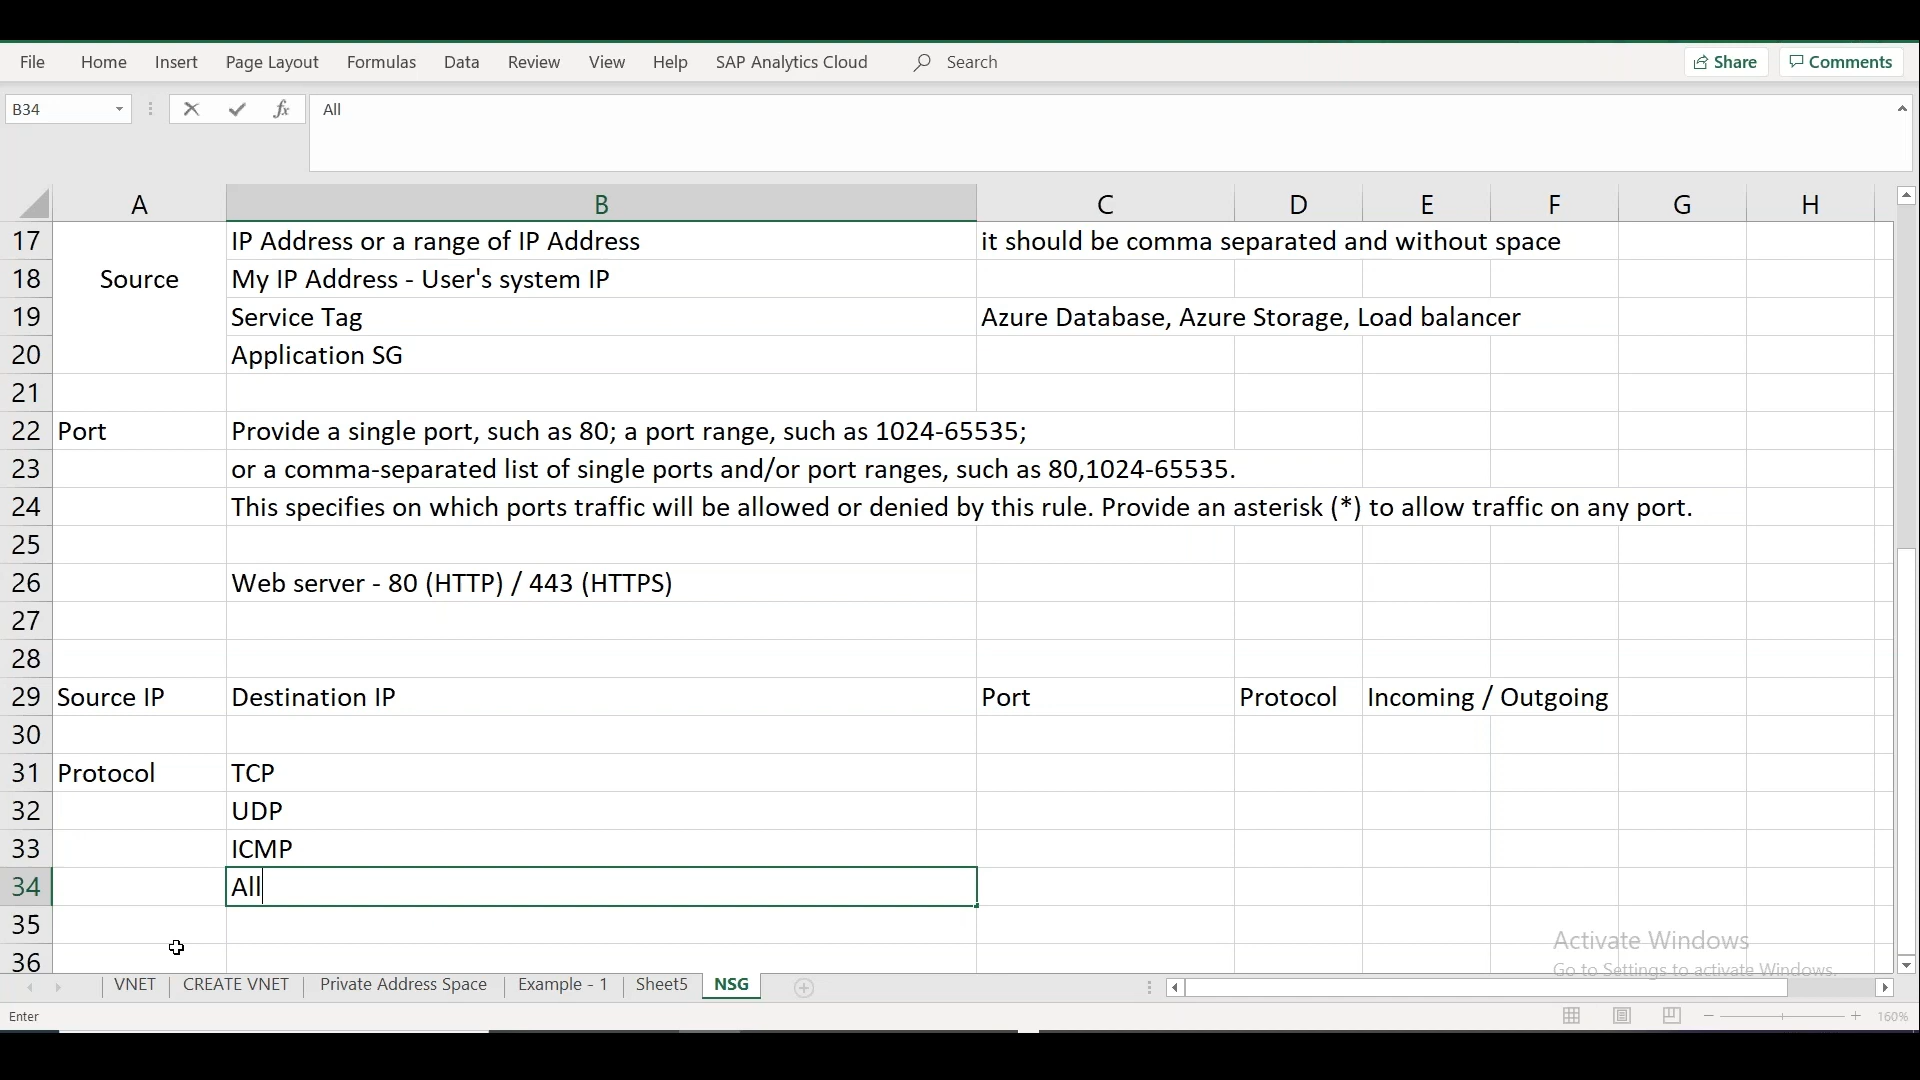 File Home Insert Page Layout Formulas Data Review View Help SAP Analytics Cloud Search Share Comments
B34 fx All
A B C D E F G H
17 IP Address or a range of IP Address it should be comma separated and without space
18 Source My IP Address - User's system IP
19 Service Tag Azure Database, Azure Storage, Load balancer
20 Application SG
21
22 Port Provide a single port, such as 80; a port range, such as 1024-65535;
23 or a comma-separated list of single ports and/or port ranges, such as 80,1024-65535.
24 This specifies on which ports traffic will be allowed or denied by this rule. Provide an asterisk (*) to allow traffic on any port.
25
26 Web server - 80 (HTTP) / 443 (HTTPS)
27
28
29 Source IP Destination IP Port Protocol Incoming / Outgoing
30
31 Protocol TCP
32 UDP
33 ICMP
34 All
35
36
Activate Windows
Go to Settings to activate Windows.
VNET CREATE VNET Private Address Space Example - 1 Sheet5 NSG
Enter 160%